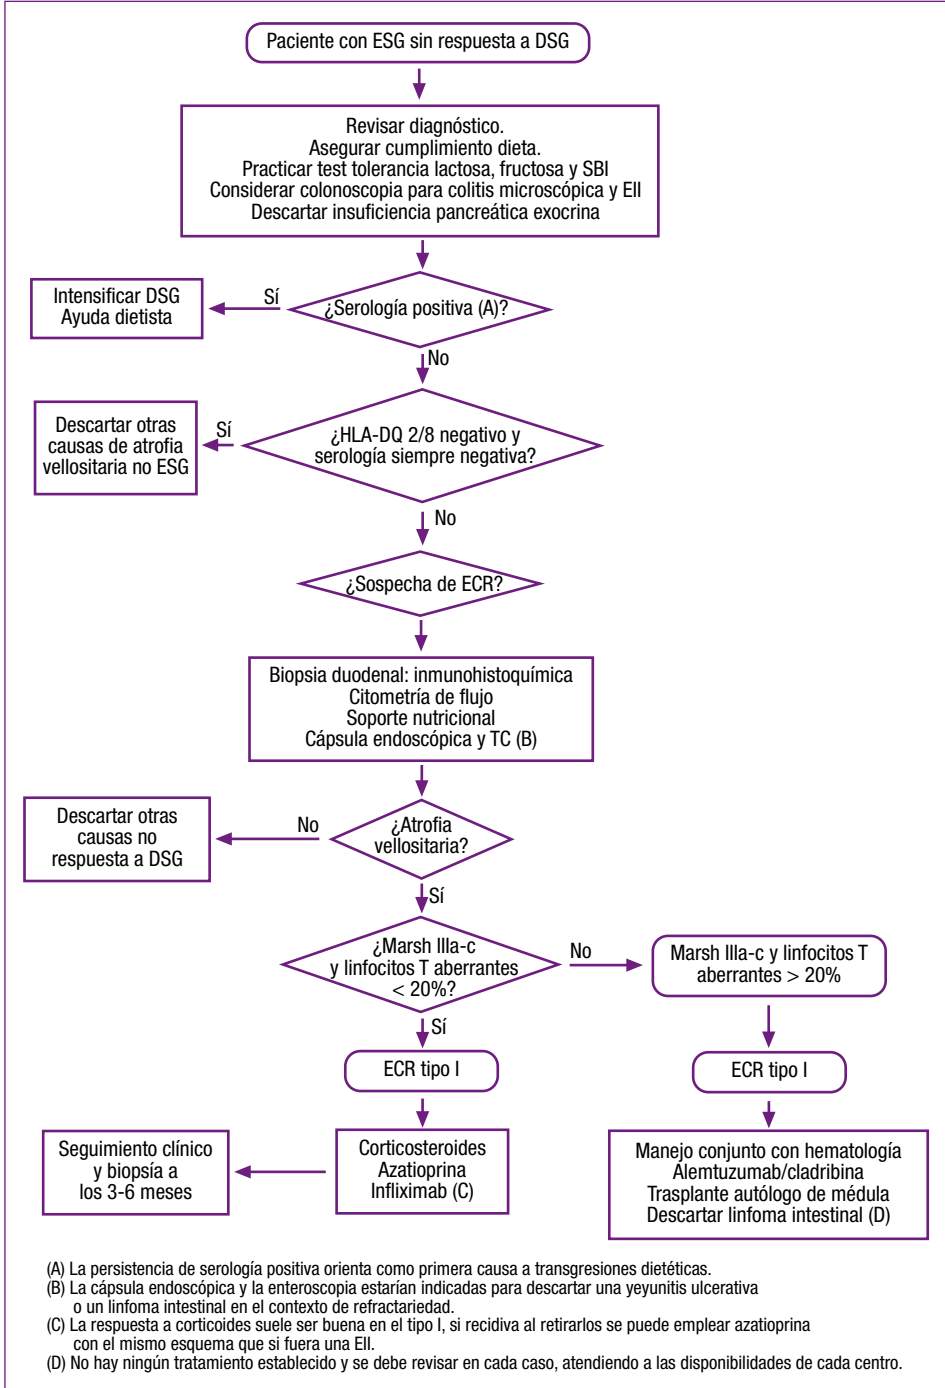 Paciente con ESG sin respuesta a DSG
Revisar diagnóstico.
Asegurar cumplimiento dieta.
Practicar test tolerancia lactosa, fructosa y SBI
Considerar colonoscopia para colitis microscópica y EII
Descartar insuficiencia pancreática exocrina
¿Serología positiva (A)?
Sí
Intensificar DSG
Ayuda dietista
No
¿HLA-DQ 2/8 negativo y
serología siempre negativa?
Sí
Descartar otras
causas de atrofia
vellositaria no ESG
No
¿Sospecha de ECR?
Biopsia duodenal: inmunohistoquímica
Citometría de flujo
Soporte nutricional
Cápsula endoscópica y TC (B)
¿Atrofia
vellositaria?
No
Descartar otras
causas no
respuesta a DSG
Sí
¿Marsh IIIa-c
y linfocitos T aberrantes
< 20%?
No
Marsh IIIa-c y linfocitos T
aberrantes > 20%
Sí
ECR tipo I
ECR tipo I
Corticosteroides
Azatioprina
Infliximab (C)
Seguimiento clínico
y biopsía a
los 3-6 meses
Manejo conjunto con hematología
Alemtuzumab/cladribina
Trasplante autólogo de médula
Descartar linfoma intestinal (D)
(A) La persistencia de serología positiva orienta como primera causa a transgresiones dietéticas.
(B) La cápsula endoscópica y la enteroscopia estarían indicadas para descartar una yeyunitis ulcerativa
o un linfoma intestinal en el contexto de refractariedad.
(C) La respuesta a corticoides suele ser buena en el tipo I, si recidiva al retirarlos se puede emplear azatioprina
con el mismo esquema que si fuera una EII.
(D) No hay ningún tratamiento establecido y se debe revisar en cada caso, atendiendo a las disponibilidades de cada centro.